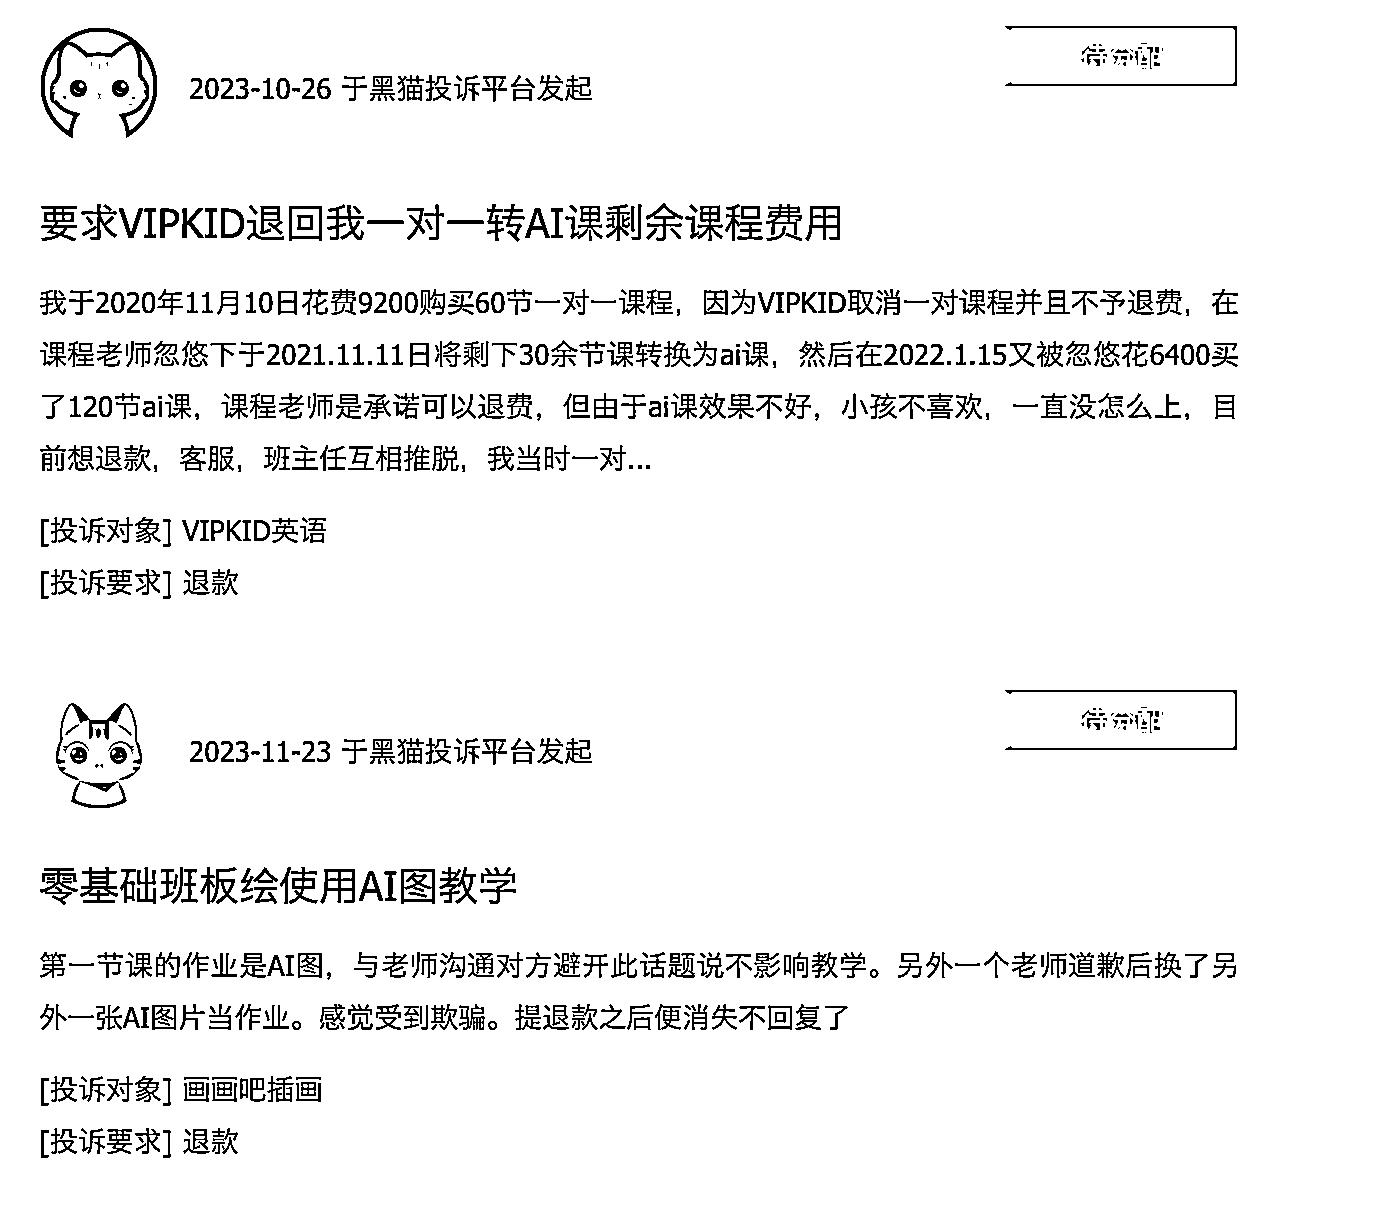 2023-10-26 于黑猫投诉平台发起
待分配
要求VIPKID退回我一对一转AI课剩余课程费用
我于2020年11月10日花费9200购买60节一对一课程，因为VIPKID取消一对课程并且不予退费，在
课程老师忽悠下于2021.11.11日将剩下30余节课转换为ai课，然后在2022.1.15又被忽悠花6400买
了120节ai课，课程老师是承诺可以退费，但由于ai课效果不好，小孩不喜欢，一直没怎么上，目
前想退款，客服，班主任互相推脱，我当时一对...
[投诉对象] VIPKID英语
[投诉要求] 退款
2023-11-23 于黑猫投诉平台发起
待分配
零基础班板绘使用AI图教学
第一节课的作业是AI图，与老师沟通对方避开此话题说不影响教学。另外一个老师道歉后换了另
外一张AI图片当作业。感觉受到欺骗。提退款之后便消失不回复了
[投诉对象] 画画吧插画
[投诉要求] 退款